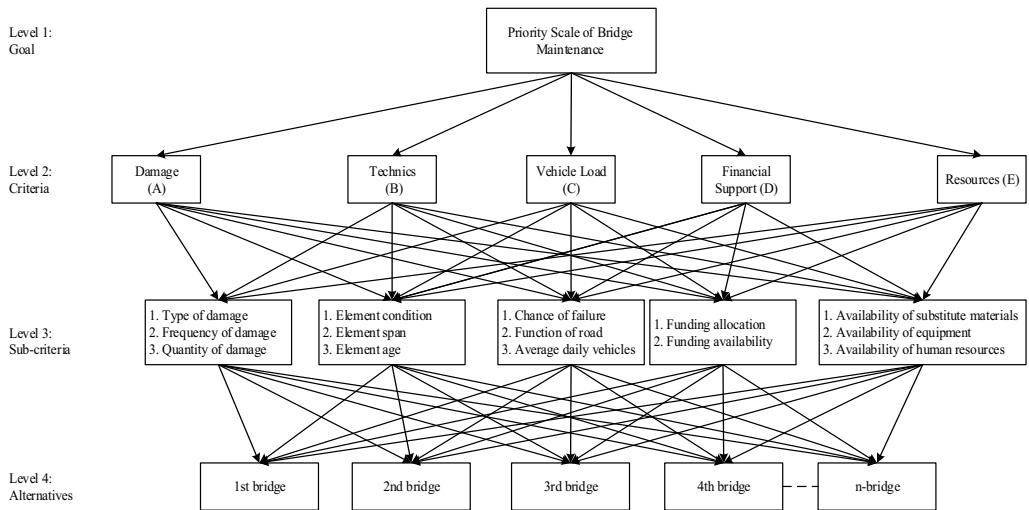 Level 1:
Goal
Priority Scale of Bridge
Maintenance
Level 2:
Criteria
Damage
(A)
Technics
(B)
Vehicle Load
(C)
Financial
Support (D)
Resources (E)
Level 3:
Sub-criteria
1. Type of damage
2. Frequency of damage
3. Quantity of damage
1. Element condition
2. Element span
3. Element age
1. Chance of failure
2. Function of road
3. Average daily vehicles
1. Funding allocation
2. Funding availability
1. Availability of substitute materials
2. Availability of equipment
3. Availability of human resources
Level 4:
Alternatives
1st bridge
2nd bridge
3rd bridge
4th bridge
n-bridge